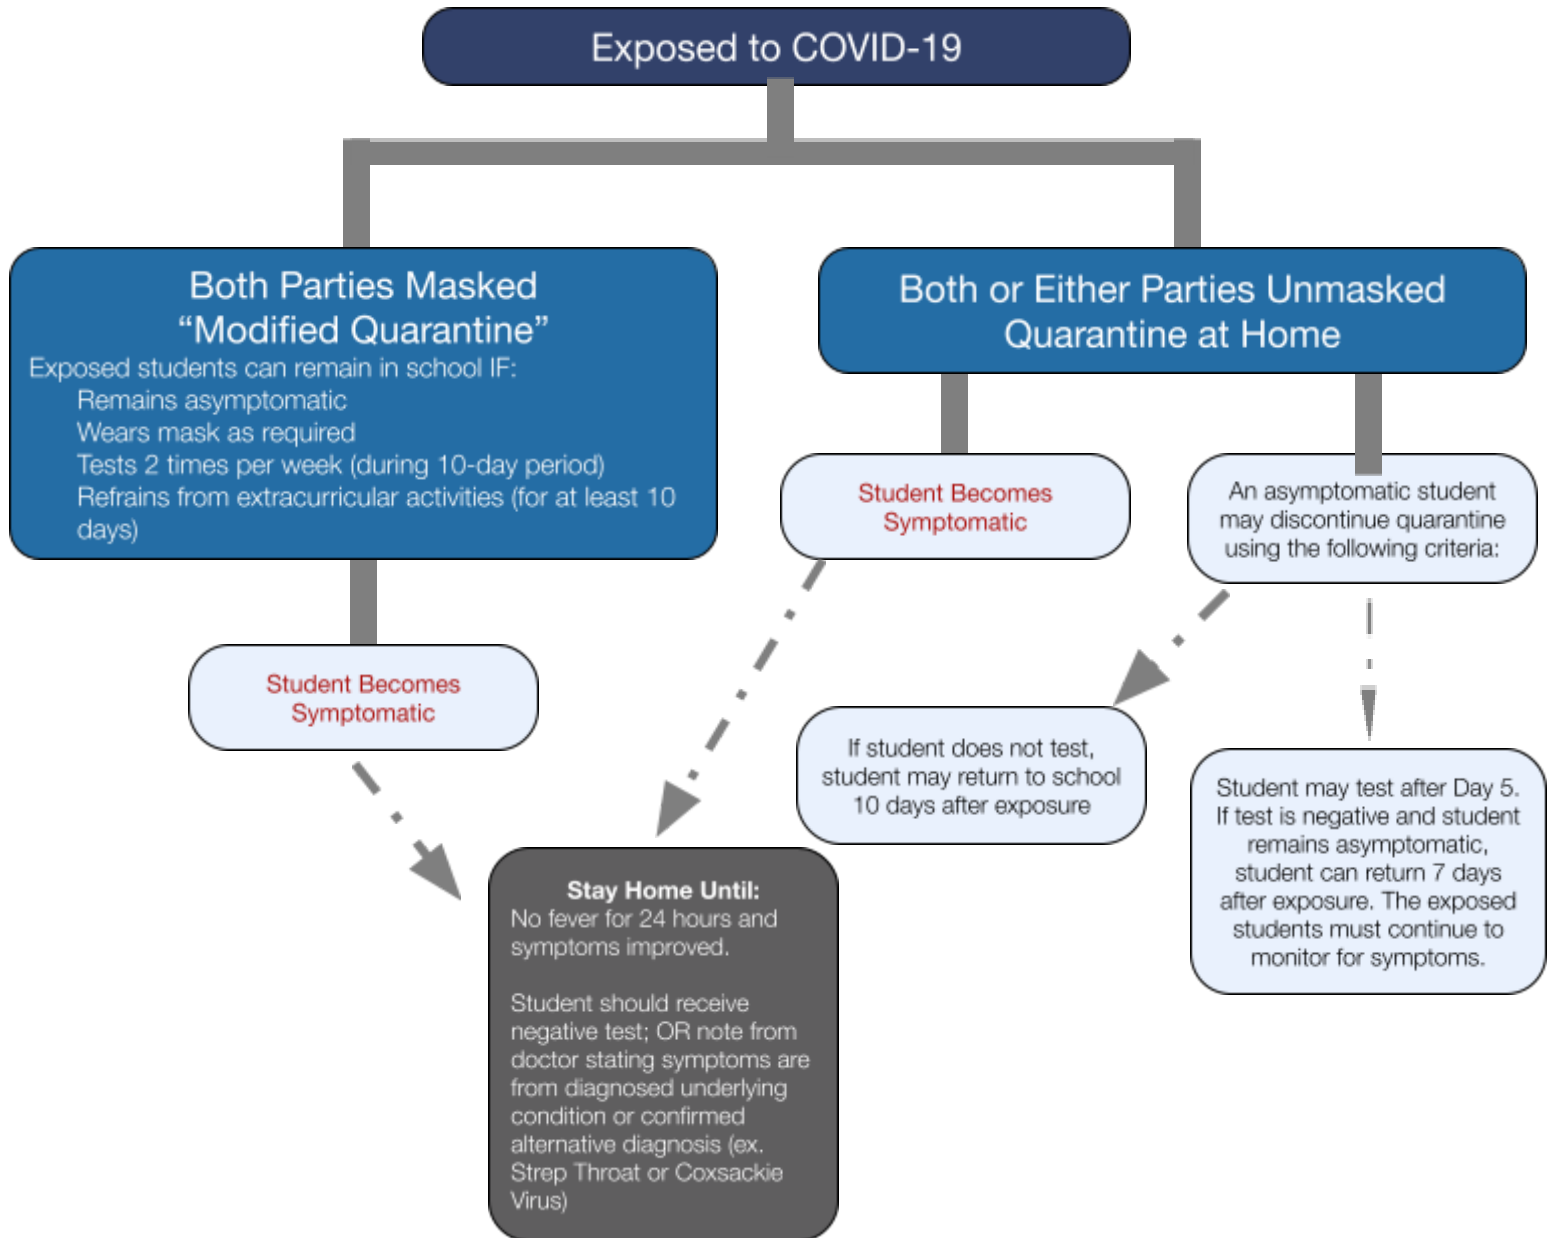 Exposed to COVID-19
Both Parties Masked
“Modified Quarantine”
Exposed students can remain in school IF:
Remains asymptomatic
Wears mask as required
Tests 2 times per week (during 10-day period)
Refrains from extracurricular activities (for at least 10
days)
Both or Either Parties Unmasked
Quarantine at Home
Student Becomes
Symptomatic
An asymptomatic student
may discontinue quarantine
using the following criteria:
Student Becomes
Symptomatic
If student does not test,
student may return to school
10 days after exposure
Student may test after Day 5.
If test is negative and student
remains asymptomatic,
student can return 7 days
after exposure. The exposed
students must continue to
monitor for symptoms.
Stay Home Until:
No fever for 24 hours and
symptoms improved.
Student should receive
negative test; OR note from
doctor stating symptoms are
from diagnosed underlying
condition or confirmed
alternative diagnosis (ex.
Strep Throat or Coxsackie
Virus)